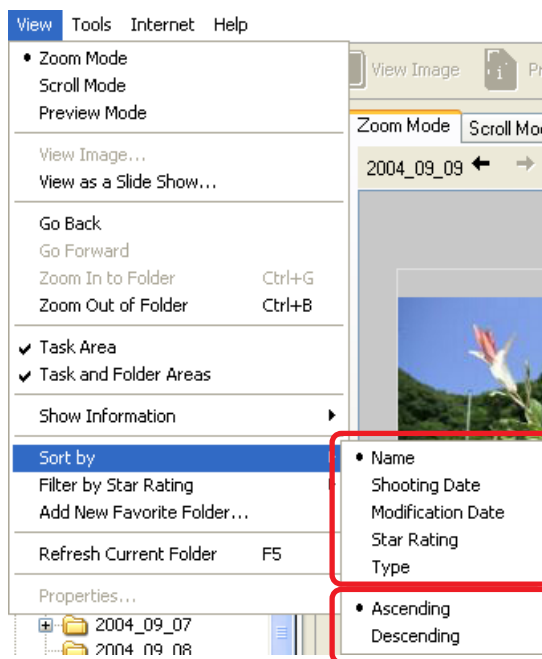 View Tools Internet Help
Zoom Mode
Scroll Mode
Preview Mode
View Image...
View as a Slide Show...
Go Back
Go Forward
Zoom In to Folder Ctrl+G
Zoom Out of Folder Ctrl+B
Task Area
Task and Folder Areas
Show Information
Sort by
Filter by Star Rating
Add New Favorite Folder...
Refresh Current Folder F5
Properties...
2004_09_07
2004_09_08
View Image
Zoom Mode Scroll
2004_09_09
Name
Shooting Date
Modification Date
Star Rating
Type
Ascending
Descending